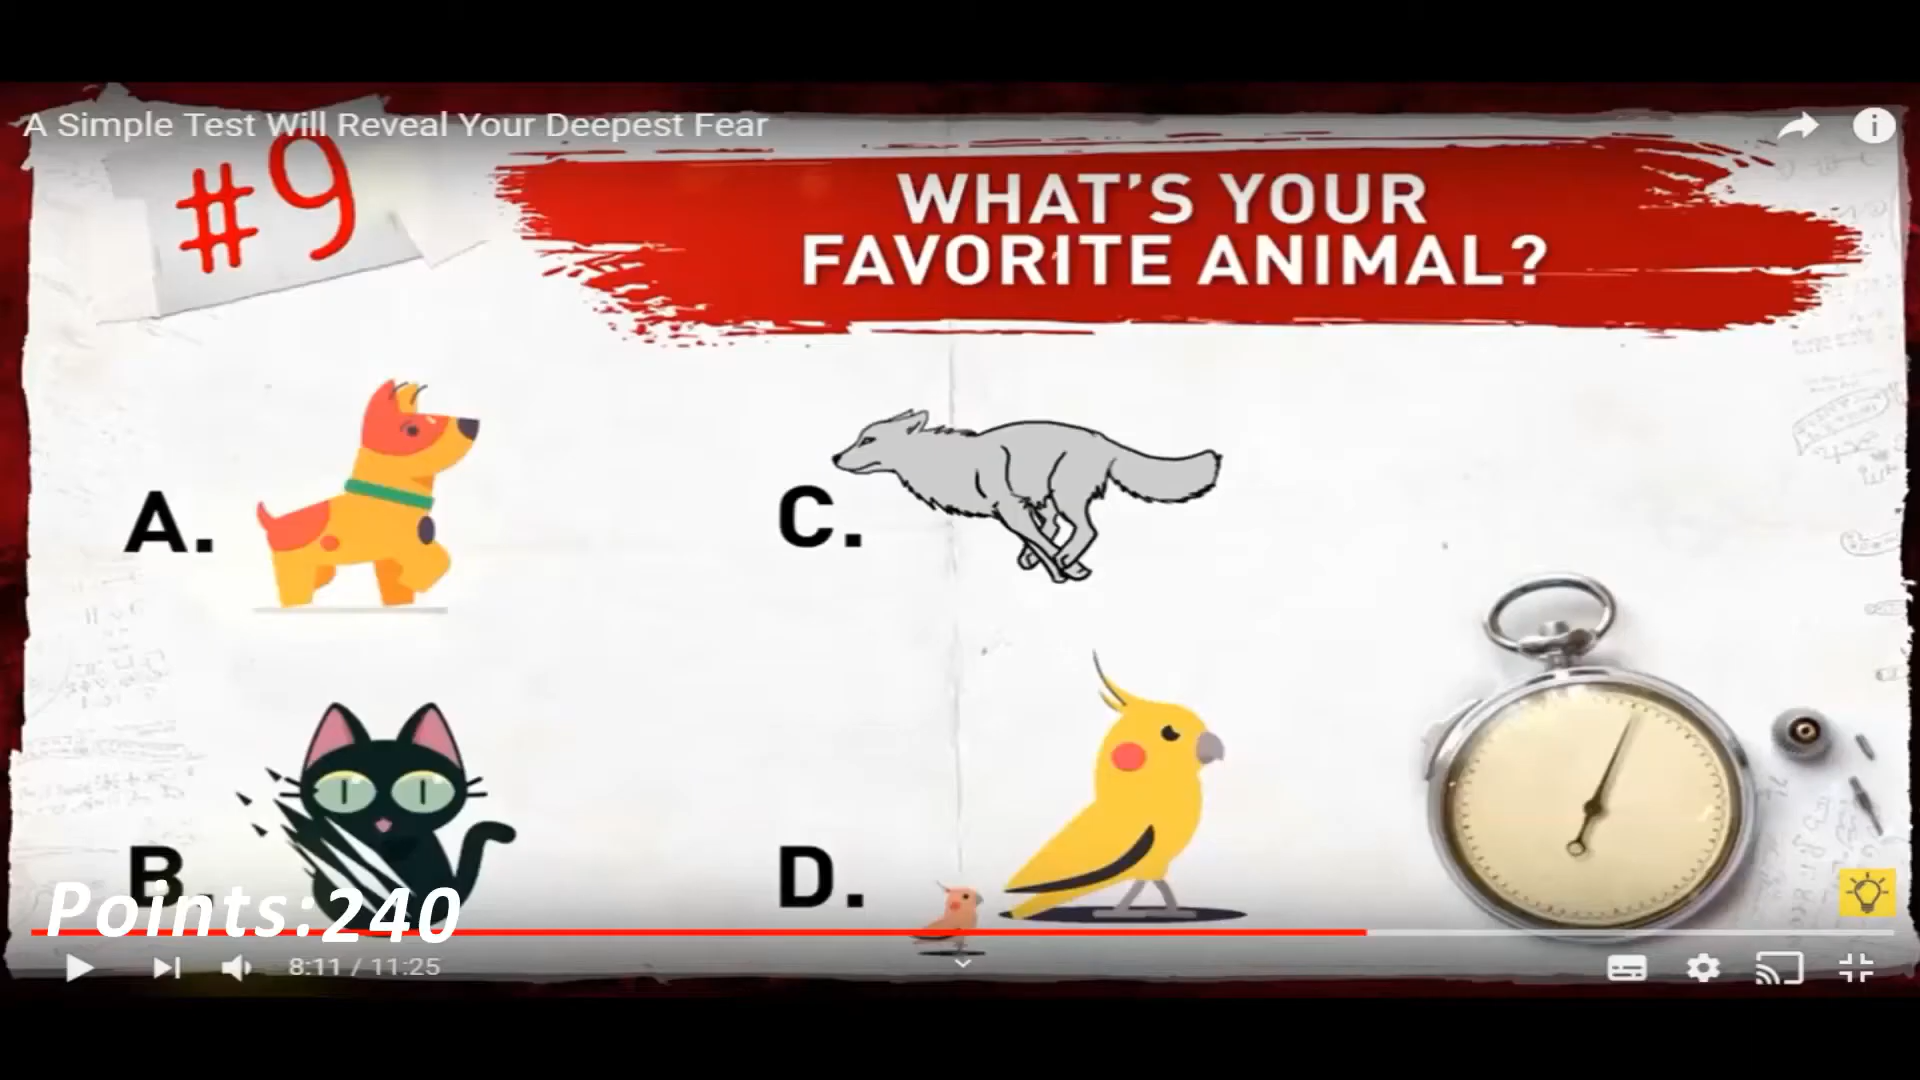 A Simple Test Will Reveal Your Deepest Fear
#9
WHAT'S YOUR
FAVORITE ANIMAL?
A.
C.
B.
D.
Points:240
8:11 / 11:25